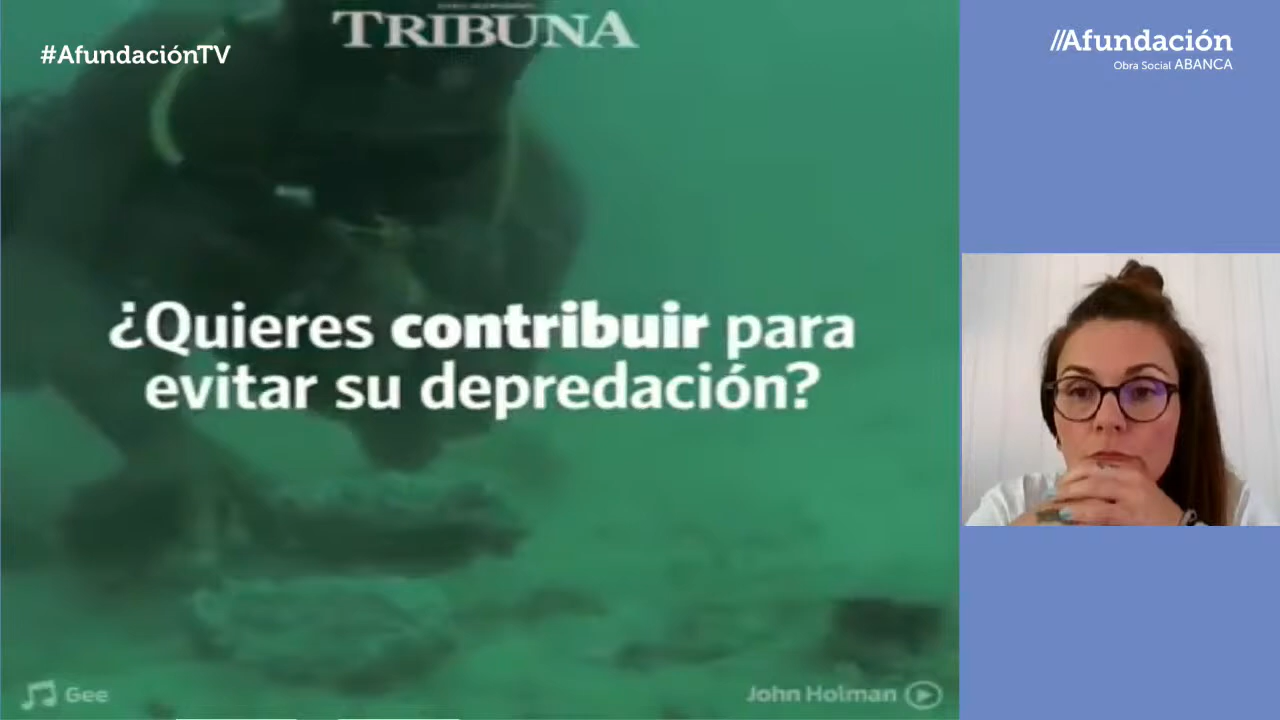 #AfundaciónTV
TRIBUNA
//Afundación
Obra Social ABANCA
¿Quieres contribuir para
evitar su depredación?
Gee
John Holman